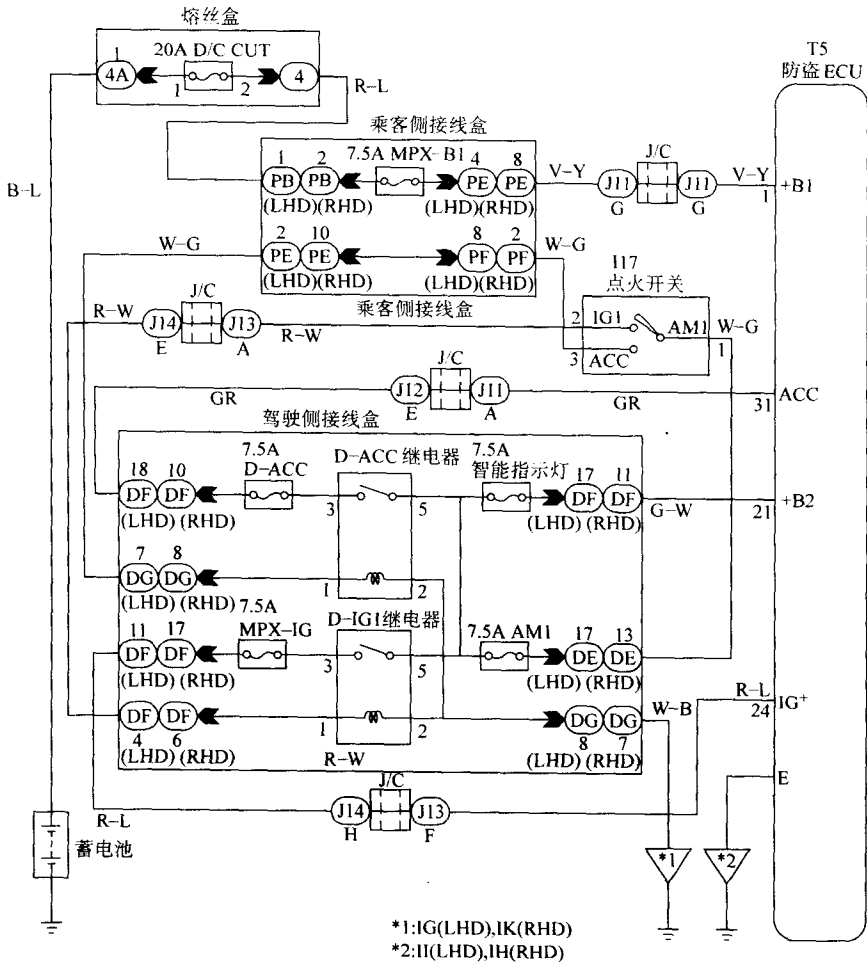 熔丝盒
1 20A D/C CUT
4A 1 2 4
R-L
T5
防盗ECU
乘客侧接线盒
1 2 7.5A MPX-B1 4 8
PB PB PE PE
(LHD)(RHD) (LHD)(RHD)
V-Y
J/C
J11 J11
G G
V-Y
1
+B1
B-L
W-G
2 10 8 2
PE PE PF PF
(LHD)(RHD) (LHD)(RHD)
W-G
乘客侧接线盒
I17
点火开关
2 IG1
AM1 W-G
3 ACC 1
R-W
J/C
J14 J13
E A
R-W
J/C
J12 J11
E A
GR GR
31 ACC
驾驶侧接线盒
18 10 7.5A
D-ACC
D-ACC 继电器
7.5A
智能指示灯
17 11
DF DF 3 5 DF DF
(LHD) (RHD) (LHD) (RHD)
G-W
21 +B2
7 8
DG DG 1 2
(LHD) (RHD)
7.5A
MPX-IG
D-IG1继电器
11 17 7.5A AM1 17 13
DF DF 3 5 DE DE
(LHD) (RHD) (LHD) (RHD)
R-L
24 IG+
DF DF 1 2 DG DG
4 6 8 7
(LHD) (RHD) (LHD) (RHD)
W-B
R-W
E
J/C
R-L
J14 J13
H F
蓄电池
*1 *2
*1:IG(LHD),IK(RHD)
*2:II(LHD),IH(RHD)